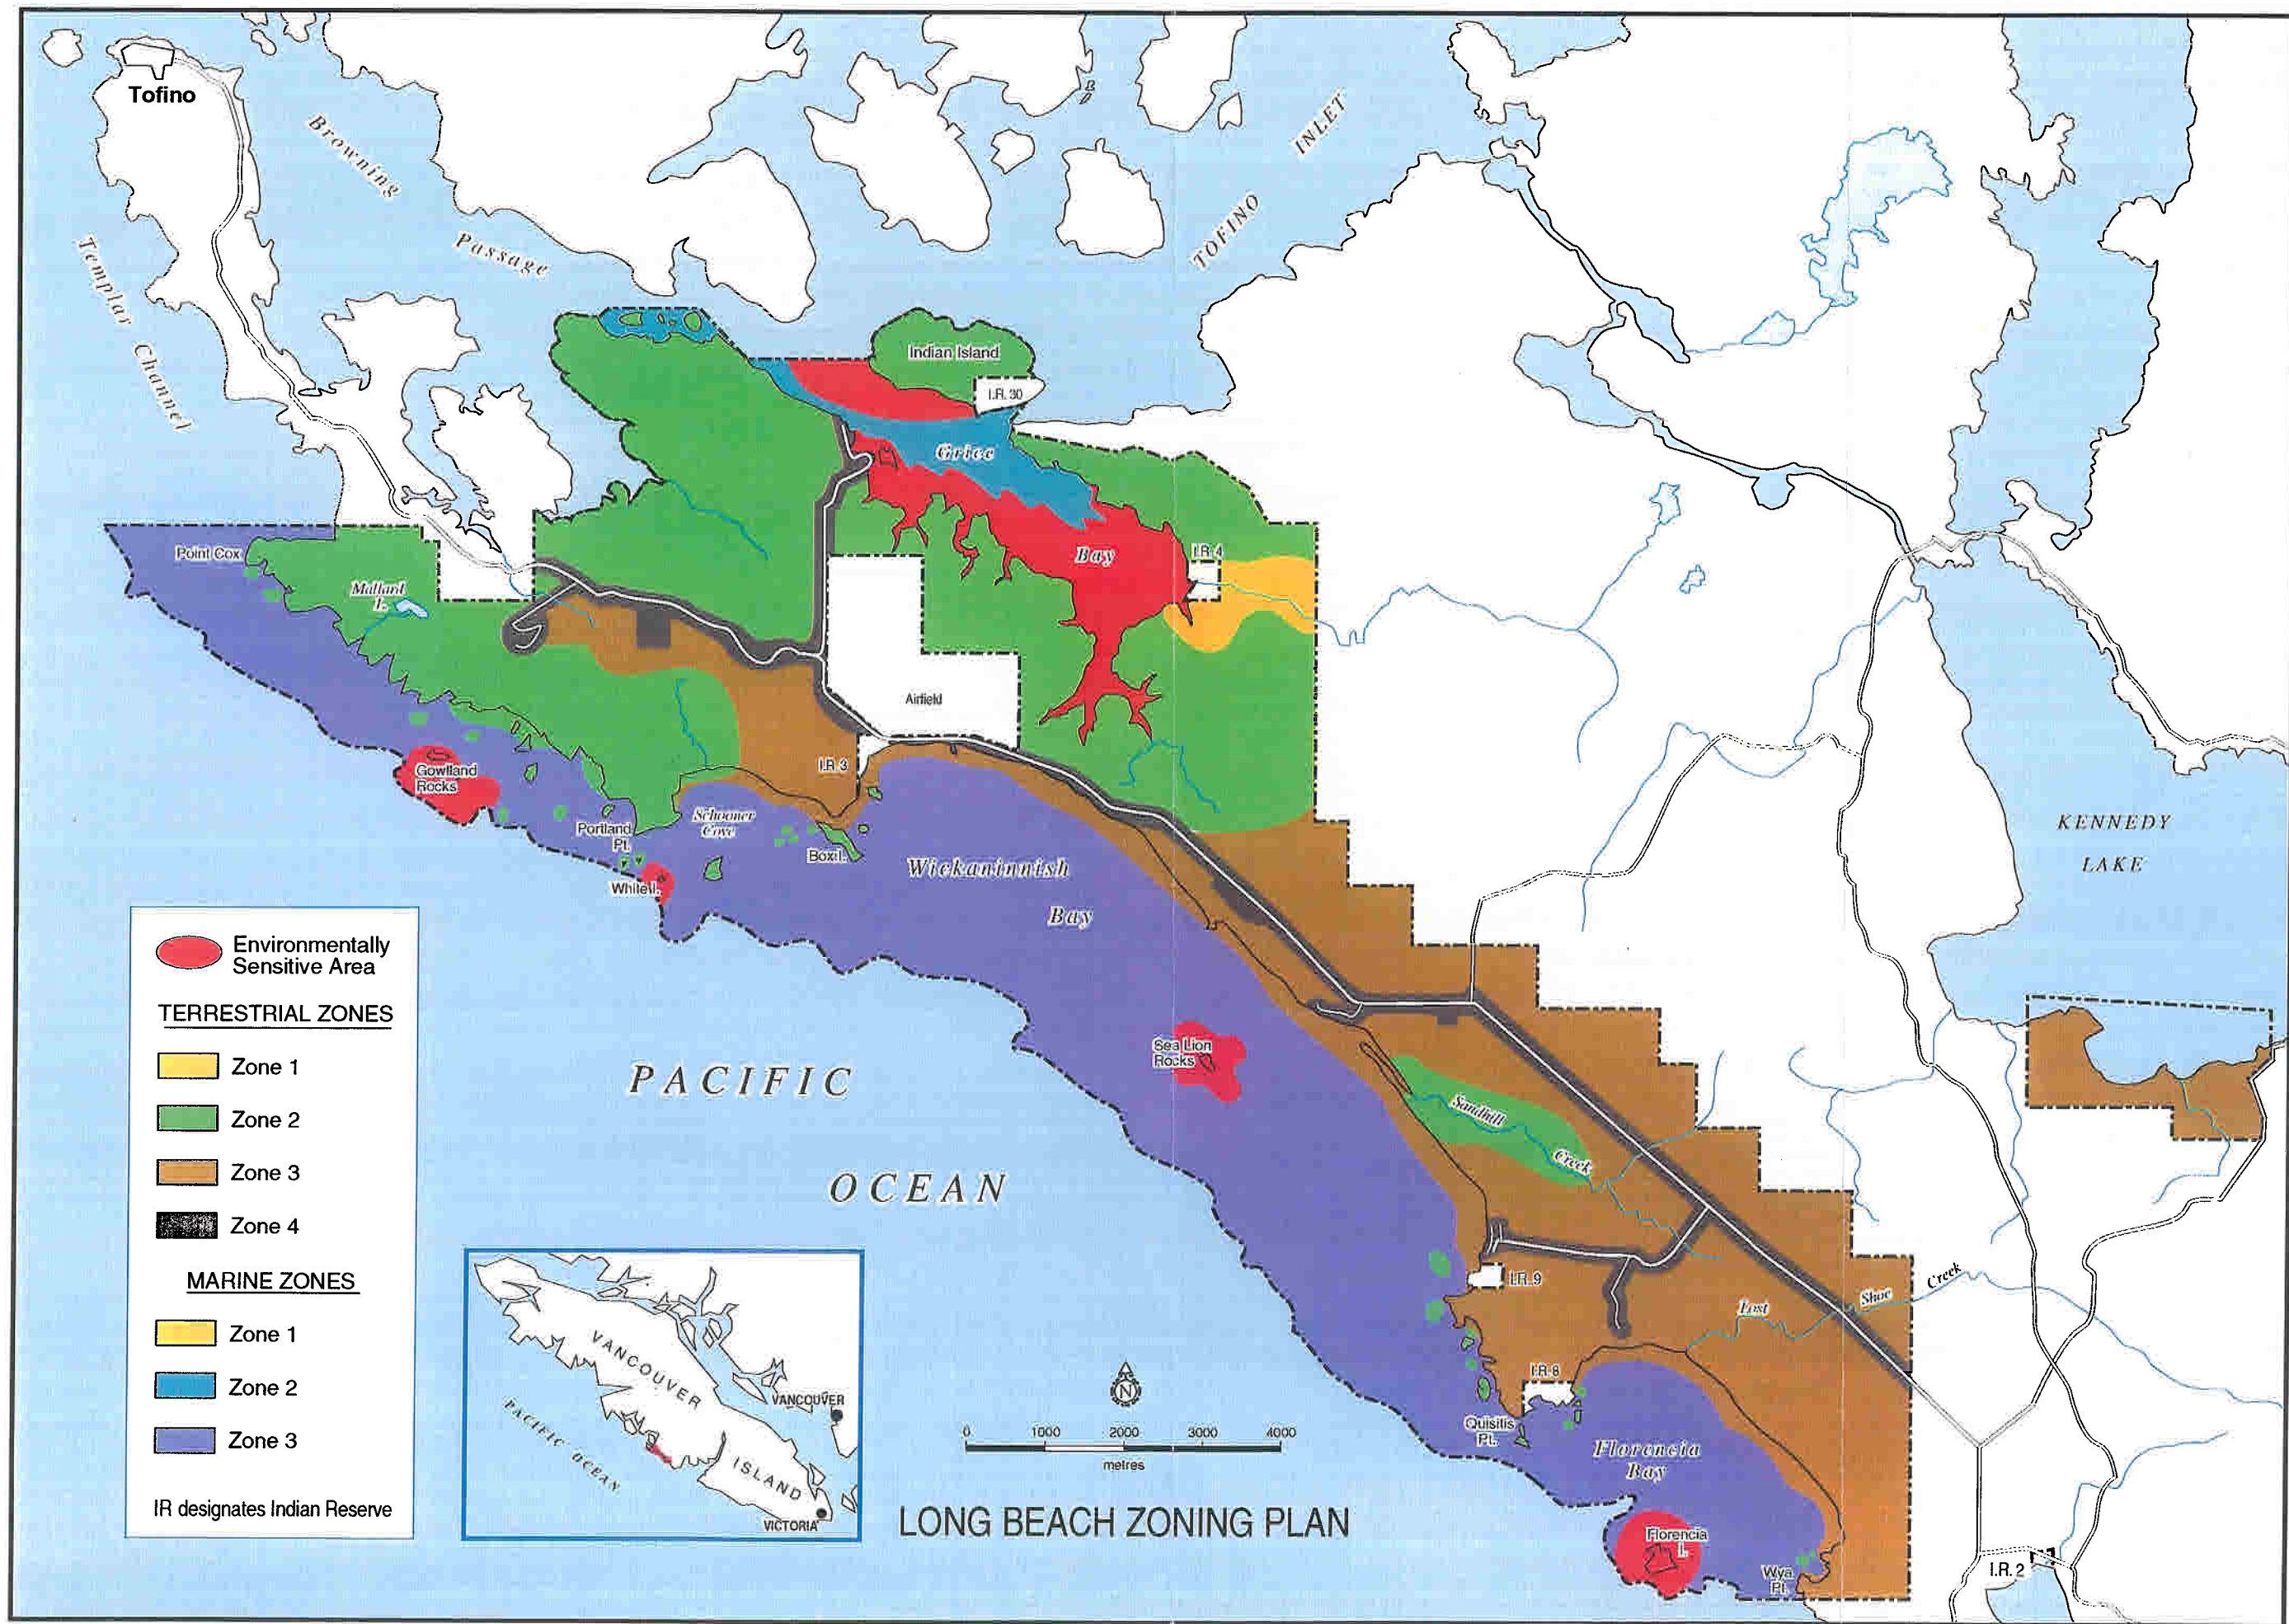 Tofino
Browning
Passage
Templar
Channel
TOFINO
INLET
Indian Island
I.R. 30
Grice
Bay
I.R. 4
Point Cox
Mallard
L.
Airfield
I.R. 3
Gowlland
Rocks
Portland
Pt.
Schooner
Cove
Box I.
White I.
Wickaninnish
Bay
KENNEDY
LAKE
Sea Lion
Rocks
PACIFIC
OCEAN
Sandhill
Creek
I.R. 9
Lost
Shoe
Creek
I.R. 8
Quisitis
Pt.
Florencia
Bay
Florencia
I.
Wya
Pt.
I.R. 2
Environmentally
Sensitive Area
TERRESTRIAL ZONES
Zone 1
Zone 2
Zone 3
Zone 4
MARINE ZONES
Zone 1
Zone 2
Zone 3
IR designates Indian Reserve
VANCOUVER
ISLAND
VANCOUVER
VICTORIA
PACIFIC OCEAN
N
0 1000 2000 3000 4000
metres
LONG BEACH ZONING PLAN